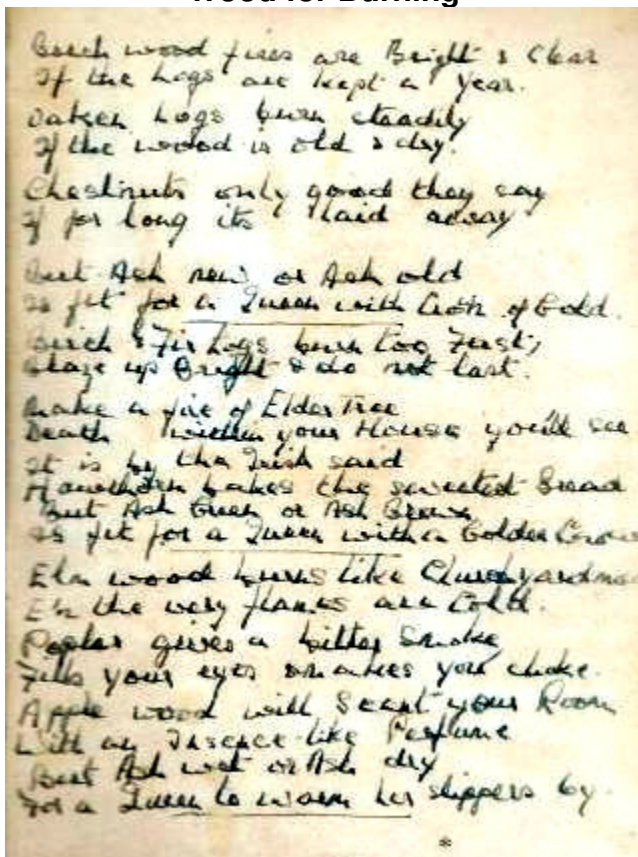 Wood for Burning
Beech wood fires are Bright & Clear
If the Logs are kept a Year.
Oaken Logs burn steadily
If the wood is old & dry.
Chestnuts only good they say
If for long its laid away
But Ash new or Ash old
Is fit for a Queen with Crown of Gold.
Birch & Fir Logs burn too Fast,
Blaze up Bright & do not last.
Make a fire of Elder Tree
Death within your House you'll see
It is by the Irish said
Hawthorn bakes the sweetest Bread
But Ash Green or Ash Brown
Is fit for a Queen with a Golden Crown
Elm wood burns like Churchyard
E'n the very flames are Cold.
Poplar gives a bitter Smoke
Fills your eyes & makes you choke.
Apple wood will Scent your Room
With an Insence-like Perfume
But Ash wet or Ash dry
For a Queen to warm her slippers by.
*